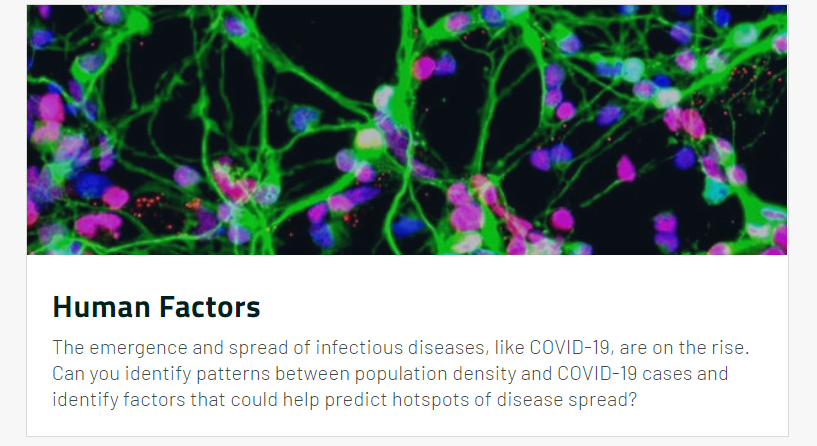 Human Factors
The emergence and spread of infectious diseases, like COVID-19, are on the rise.
Can you identify patterns between population density and COVID-19 cases and
identify factors that could help predict hotspots of disease spread?